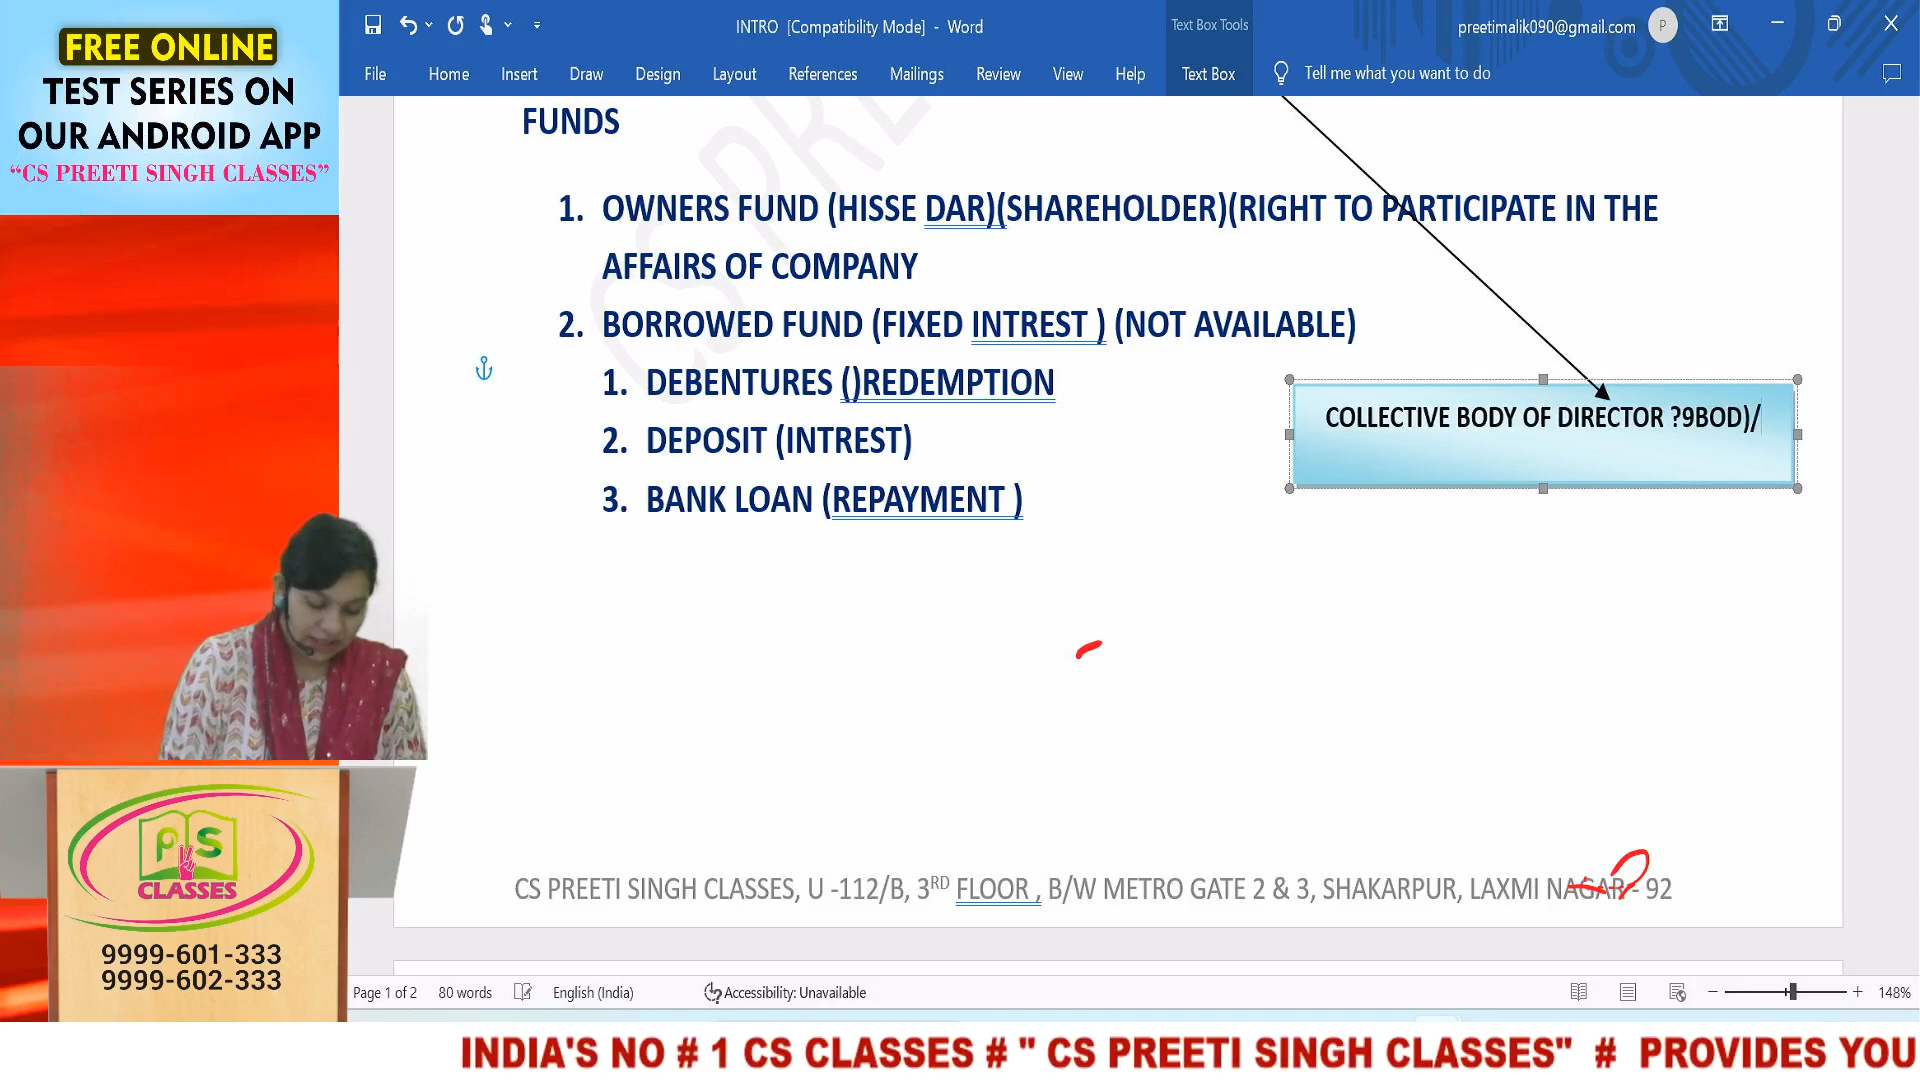 FREE ONLINE
TEST SERIES ON
OUR ANDROID APP
“CS PREETI SINGH CLASSES”
INTRO [Compatibility Mode] - Word
Text Box Tools
preetimalik090@gmail.com
P
File Home Insert Draw Design Layout References Mailings Review View Help Text Box Tell me what you want to do
CS PRE
FUNDS
1. OWNERS FUND (HISSE DAR)(SHAREHOLDER)(RIGHT TO PARTICIPATE IN THE
AFFAIRS OF COMPANY
2. BORROWED FUND (FIXED INTREST ) (NOT AVAILABLE)
1. DEBENTURES ()REDEMPTION
2. DEPOSIT (INTREST)
3. BANK LOAN (REPAYMENT )
COLLECTIVE BODY OF DIRECTOR ?9BOD)/
CS PREETI SINGH CLASSES, U -112/B, 3RD FLOOR , B/W METRO GATE 2 & 3, SHAKARPUR, LAXMI NAGAR - 92
PS
CLASSES
9999-601-333
9999-602-333
Page 1 of 2 80 words English (India) Accessibility: Unavailable 148%
INDIA'S NO # 1 CS CLASSES # " CS PREETI SINGH CLASSES" # PROVIDES YOU